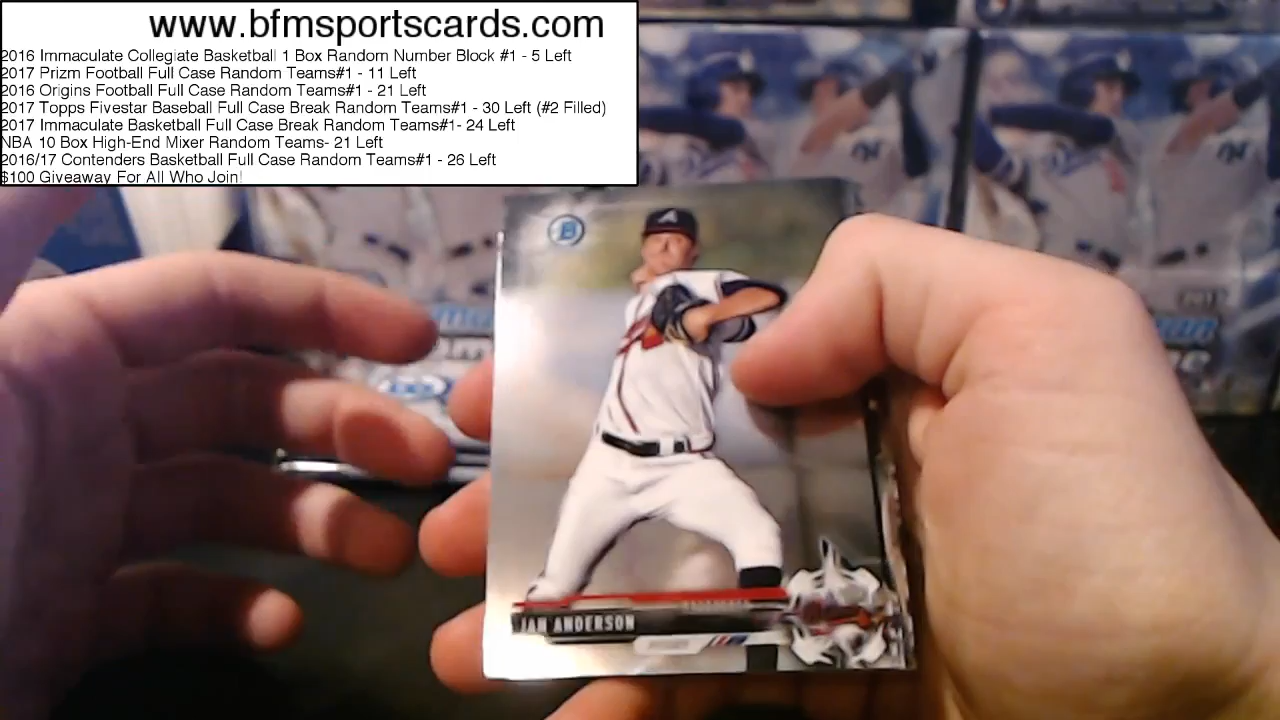 www.bfmsportscards.com
2016 Immaculate Collegiate Basketball 1 Box Random Number Block #1 - 5 Left
2017 Prizm Football Full Case Random Teams#1 - 11 Left
2016 Origins Football Full Case Random Teams#1 - 21 Left
2017 Topps Fivestar Baseball Full Case Break Random Teams#1 - 30 Left (#2 Filled)
2017 Immaculate Basketball Full Case Break Random Teams#1- 24 Left
NBA 10 Box High-End Mixer Random Teams- 21 Left
2016/17 Contenders Basketball Full Case Random Teams#1 - 26 Left
$100 Giveaway For All Who Join!
B
A
IAN ANDERSON